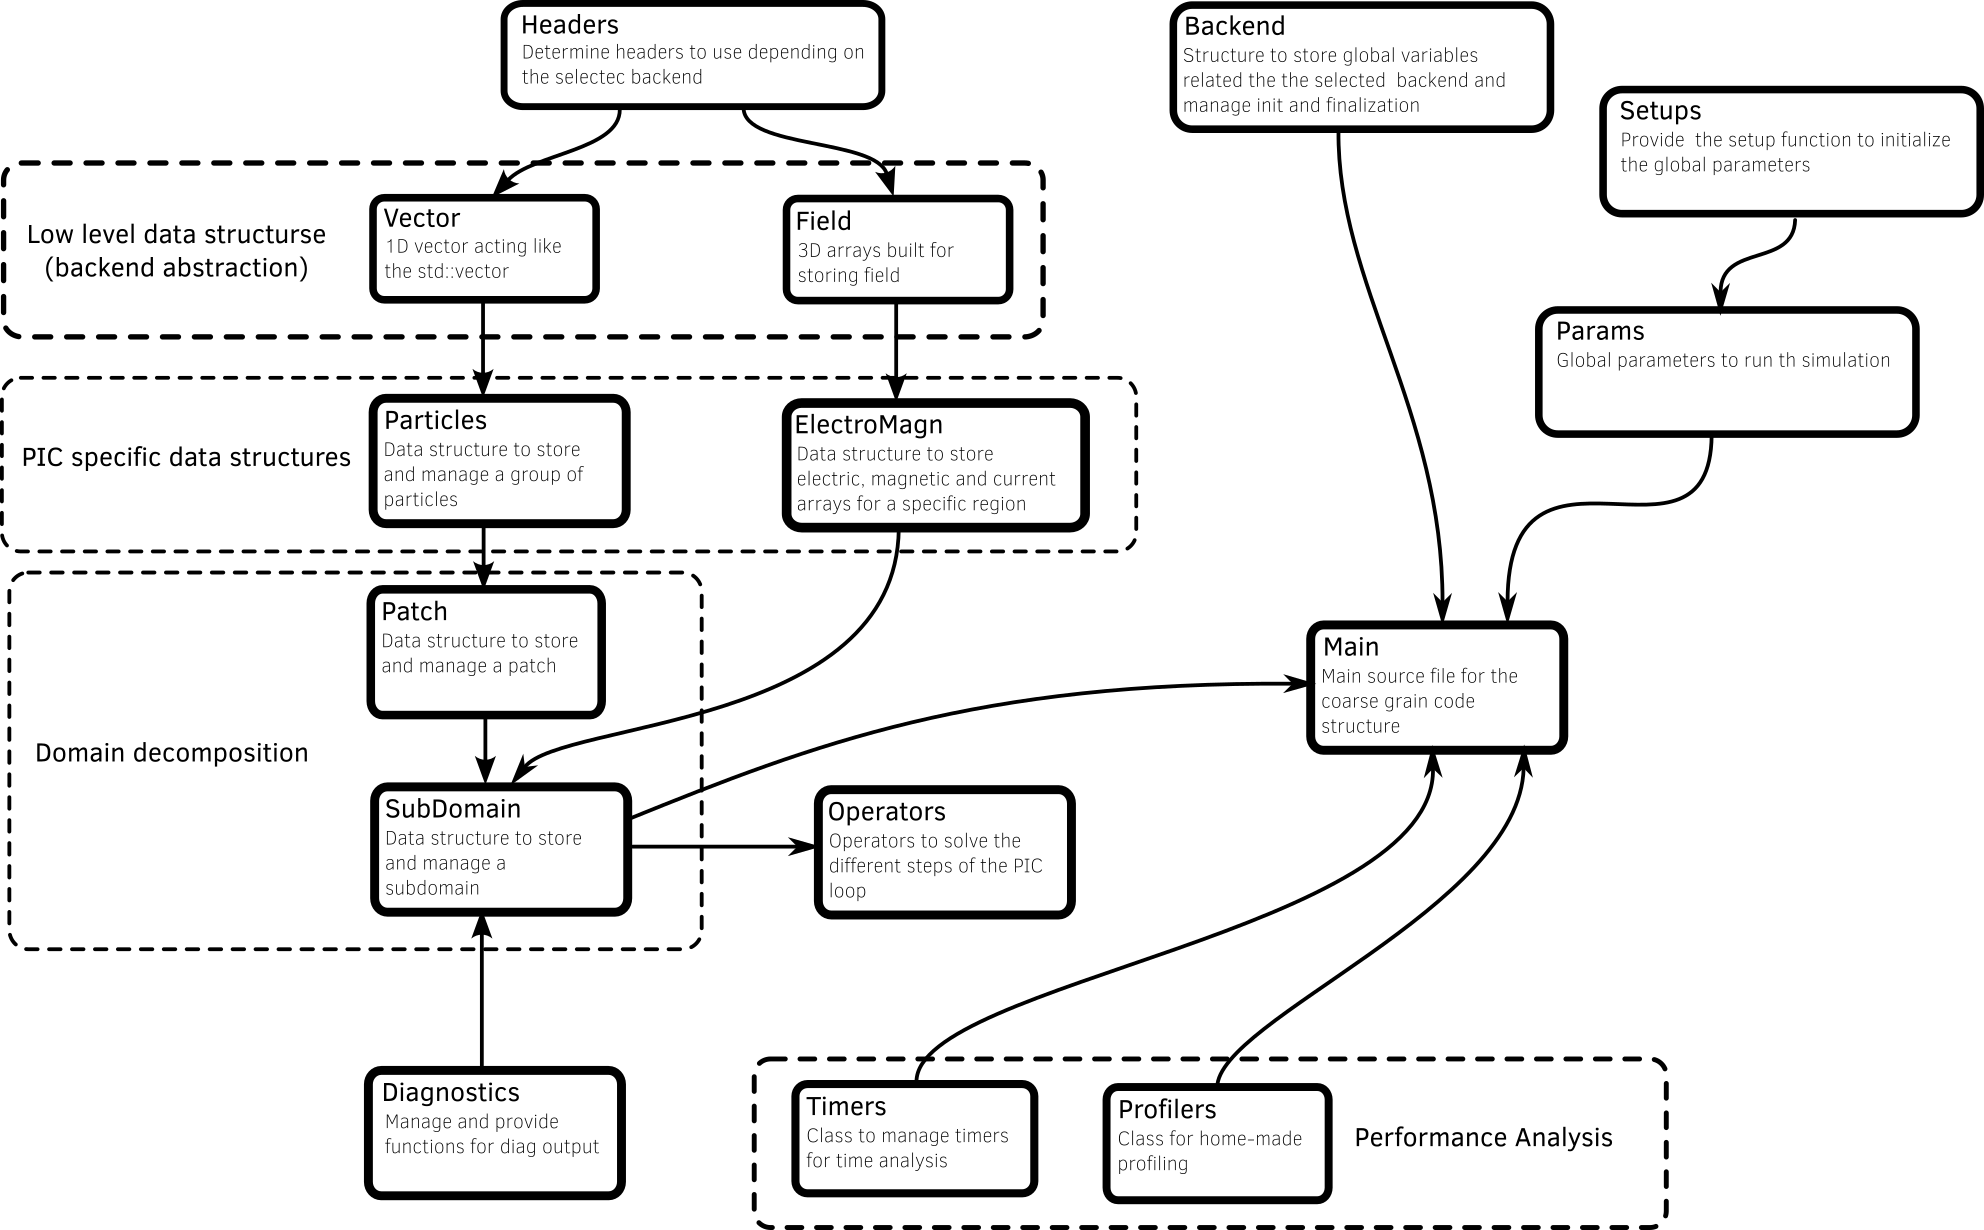 Headers
Determine headers to use depending on
the selectec backend
Backend
Structure to store global variables
related the the selected backend and
manage init and finalization
Setups
Provide the setup function to initialize
the global parameters
Low level data structurse
(backend abstraction)
Vector
1D vector acting like
the std::vector
Field
3D arrays built for
storing field
Params
Global parameters to run th simulation
PIC specific data structures
Particles
Data structure to store
and manage a group of
particles
ElectroMagn
Data structure to store
electric, magnetic and current
arrays for a specific region
Domain decomposition
Patch
Data structure to store
and manage a patch
Main
Main source file for the
coarse grain code
structure
SubDomain
Data structure to store
and manage a
subdomain
Operators
Operators to solve the
different steps of the PIC
loop
Diagnostics
Manage and provide
functions for diag output
Timers
Class to manage timers
for time analysis
Profilers
Class for home-made
profiling
Performance Analysis